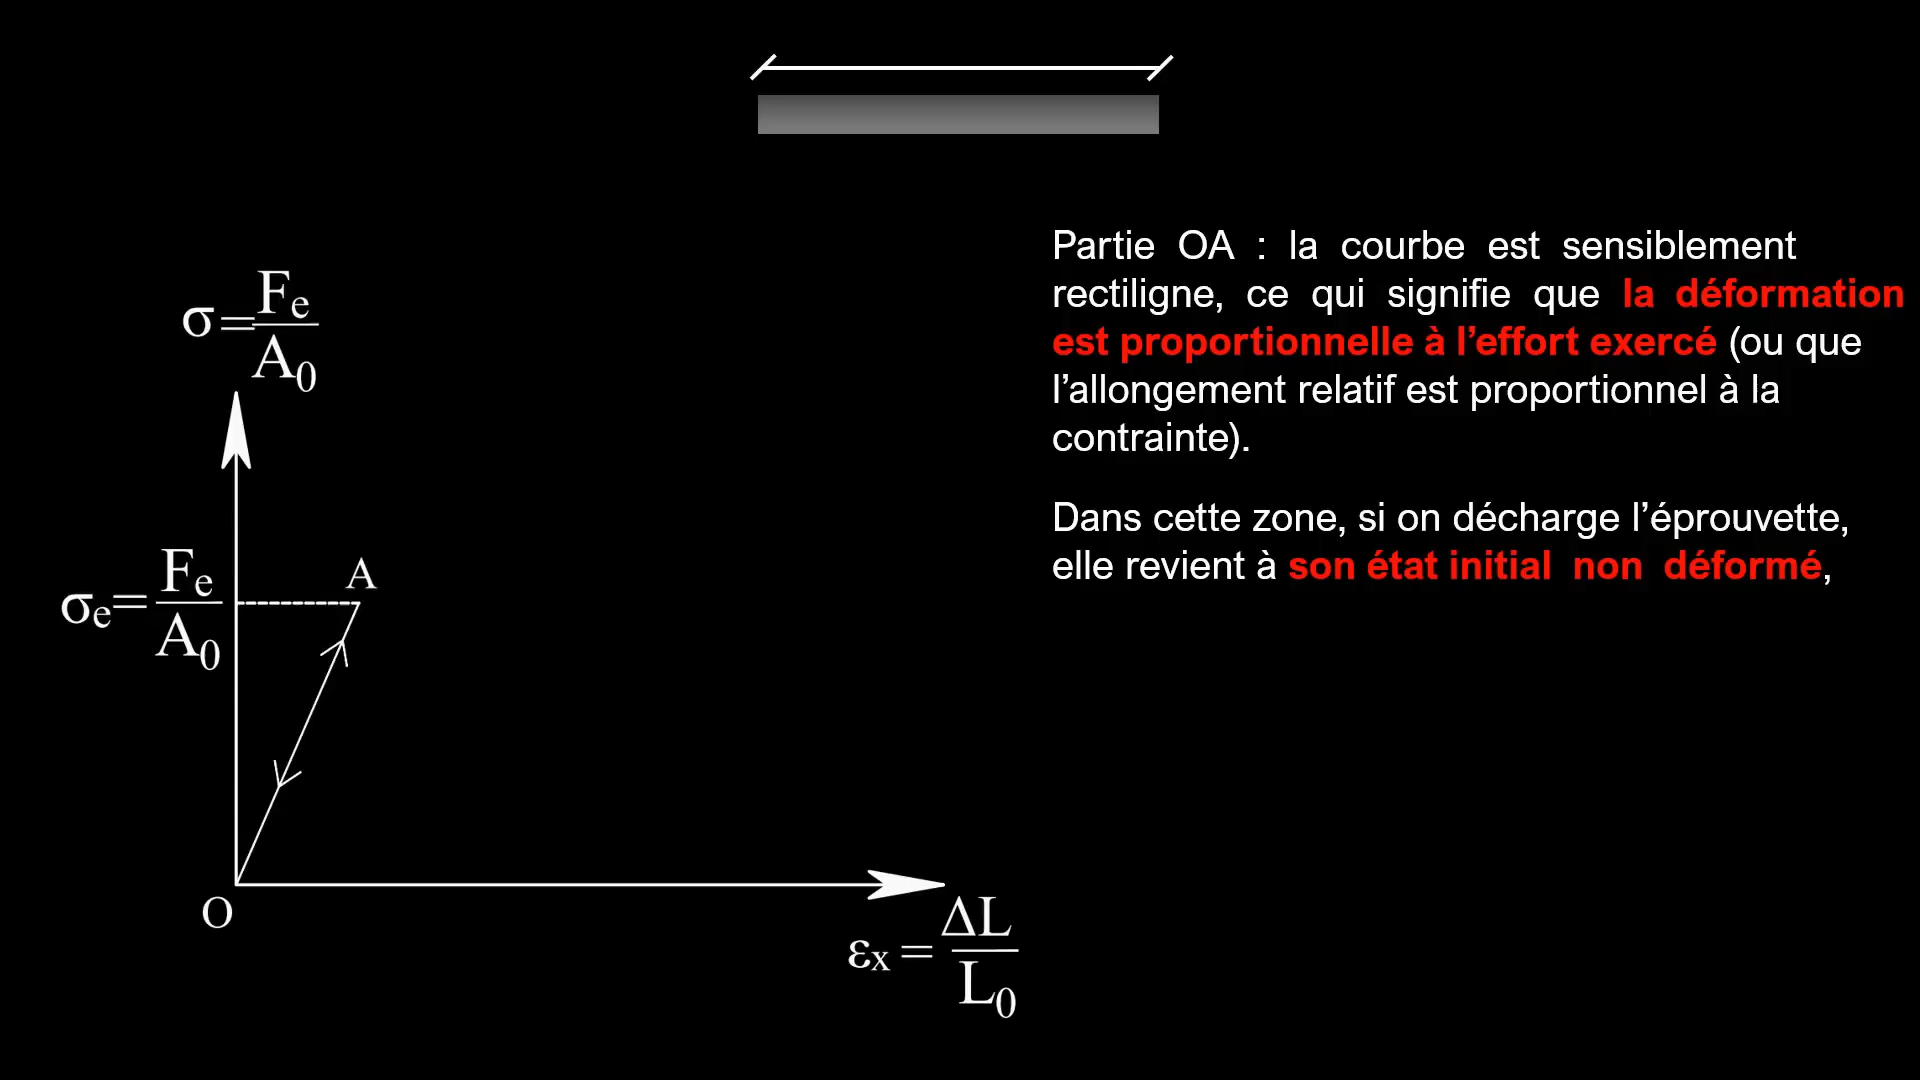 Partie OA : la courbe est sensiblement
rectiligne, ce qui signifie que la déformation
est proportionnelle à l’effort exercé (ou que
l’allongement relatif est proportionnel à la
contrainte).
Dans cette zone, si on décharge l’éprouvette,
elle revient à son état initial non déformé,
σ=Fe/A0
σe=Fe/A0
A
O
εx = ΔL/L0